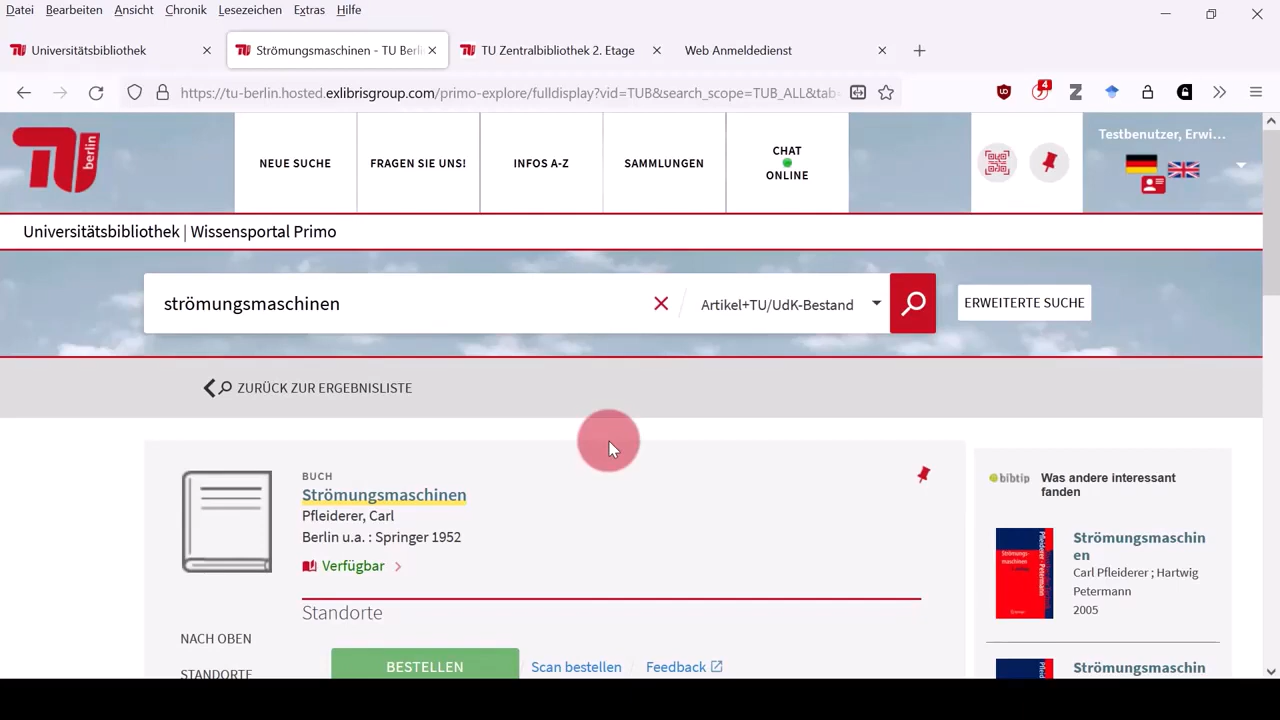 Datei Bearbeiten Ansicht Chronik Lesezeichen Extras Hilfe
Universitätsbibliothek
Strömungsmaschinen - TU Berlin
TU Zentralbibliothek 2. Etage
Web Anmeldedienst
https://tu-berlin.hosted.exlibrisgroup.com/primo-explore/fulldisplay?vid=TUB&search_scope=TUB_ALL&tab=
4
TU berlin
NEUE SUCHE
FRAGEN SIE UNS!
INFOS A-Z
SAMMLUNGEN
CHAT
ONLINE
Testbenutzer, Erwi...
Universitätsbibliothek | Wissensportal Primo
strömungsmaschinen
Artikel+TU/UdK-Bestand
ERWEITERTE SUCHE
ZURÜCK ZUR ERGEBNISLISTE
BUCH
Strömungsmaschinen
Pfleiderer, Carl
Berlin u.a. : Springer 1952
Verfügbar
Standorte
NACH OBEN
STANDORTE
BESTELLEN
Scan bestellen
Feedback
bibtip
Was andere interessant
fanden
Strömungsmaschin
en
Carl Pfleiderer ; Hartwig
Petermann
2005
Strömungsmaschin